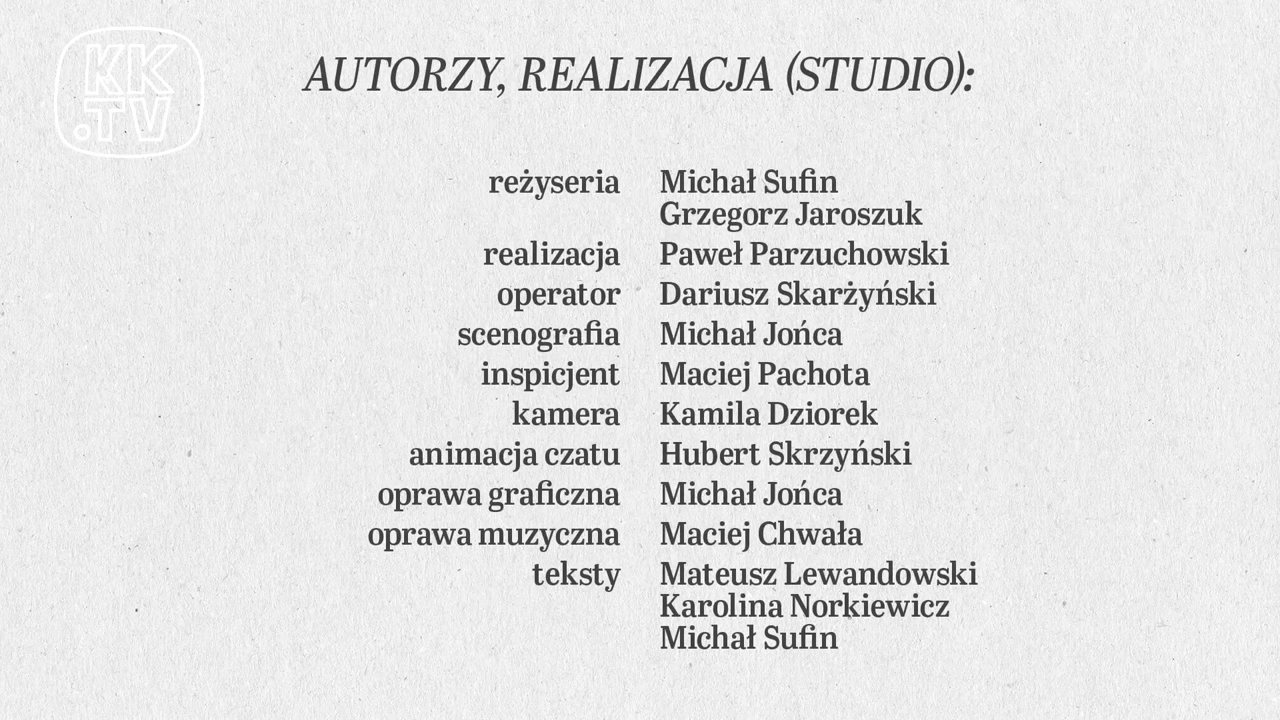 KK
.TV
AUTORZY, REALIZACJA (STUDIO):
reżyseria Michał Sufin
Grzegorz Jaroszuk
realizacja Paweł Parzuchowski
operator Dariusz Skarżyński
scenografia Michał Jońca
inspicjent Maciej Pachota
kamera Kamila Dziorek
animacja czatu Hubert Skrzyński
oprawa graficzna Michał Jońca
oprawa muzyczna Maciej Chwała
teksty Mateusz Lewandowski
Karolina Norkiewicz
Michał Sufin